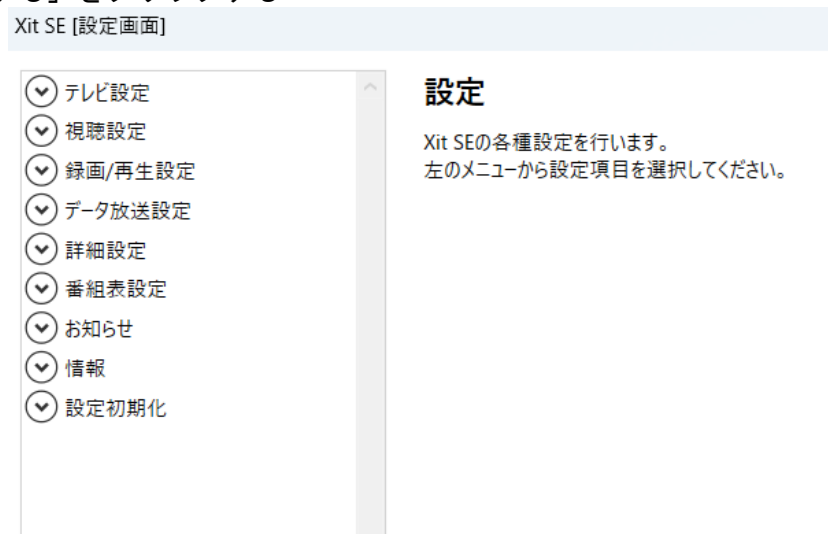 Xit SE [設定画面]
テレビ設定
視聴設定
録画/再生設定
データ放送設定
詳細設定
番組表設定
お知らせ
情報
設定初期化
設定
Xit SEの各種設定を行います。
左のメニューから設定項目を選択してください。